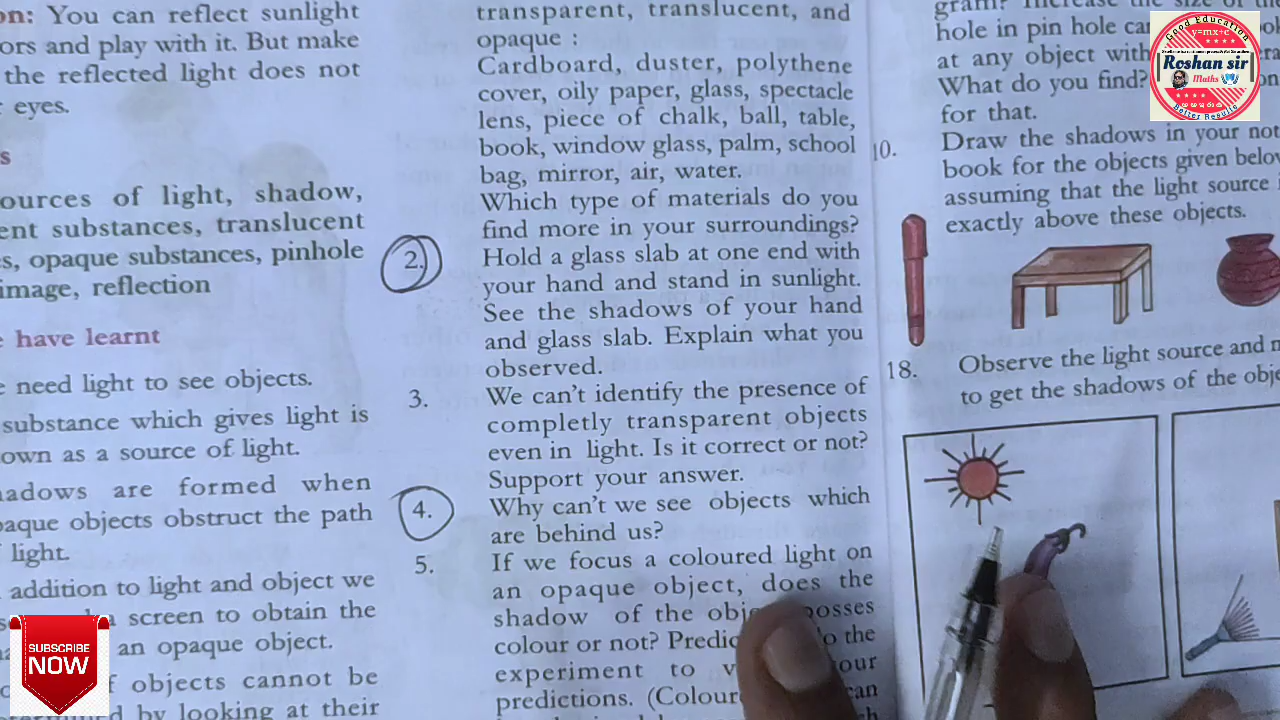 on: You can reflect sunlight
ors and play with it. But make
the reflected light does not
eyes.
s
ources of light, shadow,
ent substances, translucent
es, opaque substances, pinhole
image, reflection
have learnt
need light to see objects.
substance which gives light is
own as a source of light.
adows are formed when
paque objects obstruct the path
light.
addition to light and object we
screen to obtain the
an opaque object.
f objects cannot be
by looking at their
SUBSCRIBE
NOW
transparent, translucent, and
opaque :
Cardboard, duster, polythene
cover, oily paper, glass, spectacle
lens, piece of chalk, ball, table,
book, window glass, palm, school
bag, mirror, air, water.
Which type of materials do you
find more in your surroundings?
2. Hold a glass slab at one end with
your hand and stand in sunlight.
See the shadows of your hand
and glass slab. Explain what you
observed.
3. We can't identify the presence of
completly transparent objects
even in light. Is it correct or not?
Support your answer.
4. Why can't we see objects which
are behind us?
5. If we focus a coloured light on
an opaque object, does the
shadow of the obje posses
colour or not? Predic o the
experiment to v our
predictions. (Colour can
gram? Increase the size of the
hole in pin hole ca
at any object with
What do you find?
for that.
10. Draw the shadows in your not
book for the objects given below
assuming that the light source
exactly above these objects.
18. Observe the light source and
to get the shadows of the obje
Good Education
y=mx+c
Roshan sir
Maths
Better Results